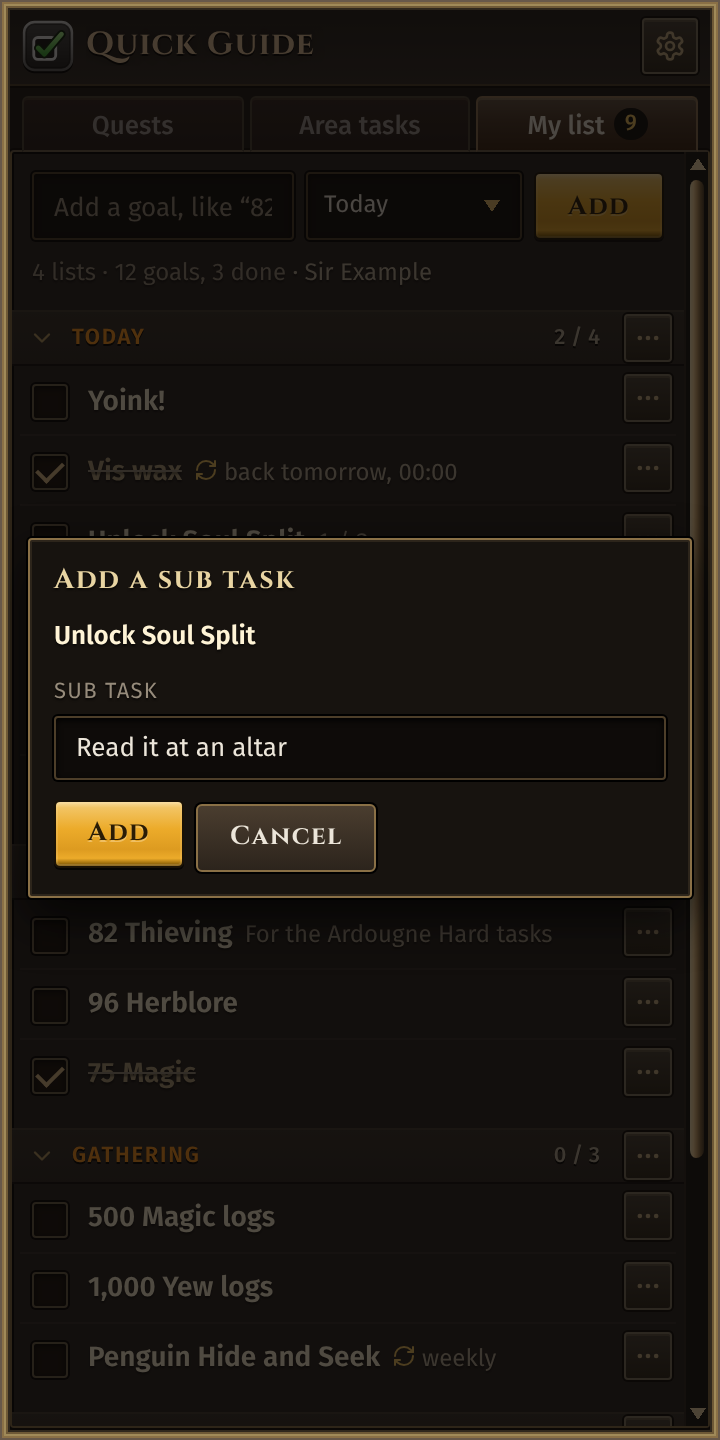 Quick Guide
Quests
Area tasks
My list 9
Add a goal, like “82
Today
Add
4 lists · 12 goals, 3 done · Sir Example
TODAY 2 / 4
Yoink!
Vis wax back tomorrow, 00:00
Unlock Soul Split
Add a sub task
Unlock Soul Split
SUB TASK
Read it at an altar
Add
Cancel
82 Thieving For the Ardougne Hard tasks
96 Herblore
75 Magic
GATHERING 0 / 3
500 Magic logs
1,000 Yew logs
Penguin Hide and Seek weekly